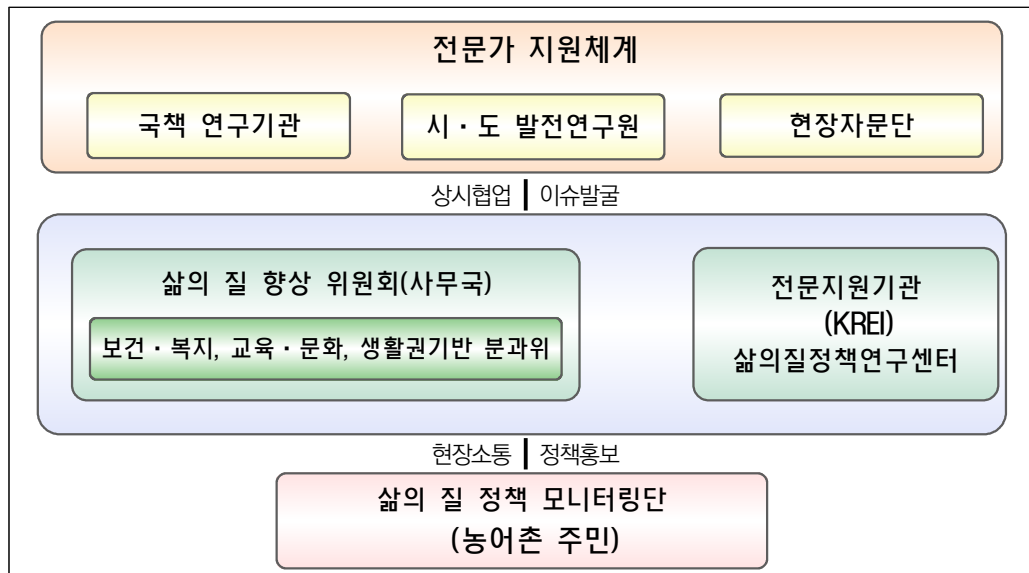 전문가 지원체계
국책 연구기관
시·도 발전연구원
현장자문단
상시협업 이슈발굴
삶의 질 향상 위원회(사무국)
보건·복지, 교육·문화, 생활권기반 분과위
전문지원기관
(KREI)
삶의질정책연구센터
현장소통 정책홍보
삶의 질 정책 모니터링단
(농어촌 주민)